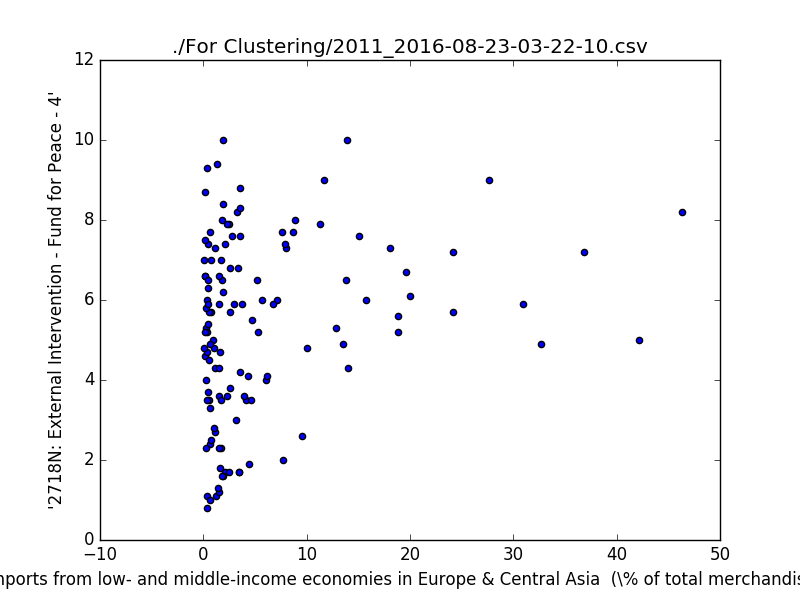 ./For Clustering/2011_2016-08-23-03-22-10.csv
'2718N: External Intervention - Fund for Peace - 4'
12
10
8
6
4
2
0
−10 0 10 20 30 40 50
from low- and middle-income economies in Europe & Central Asia (\% of total